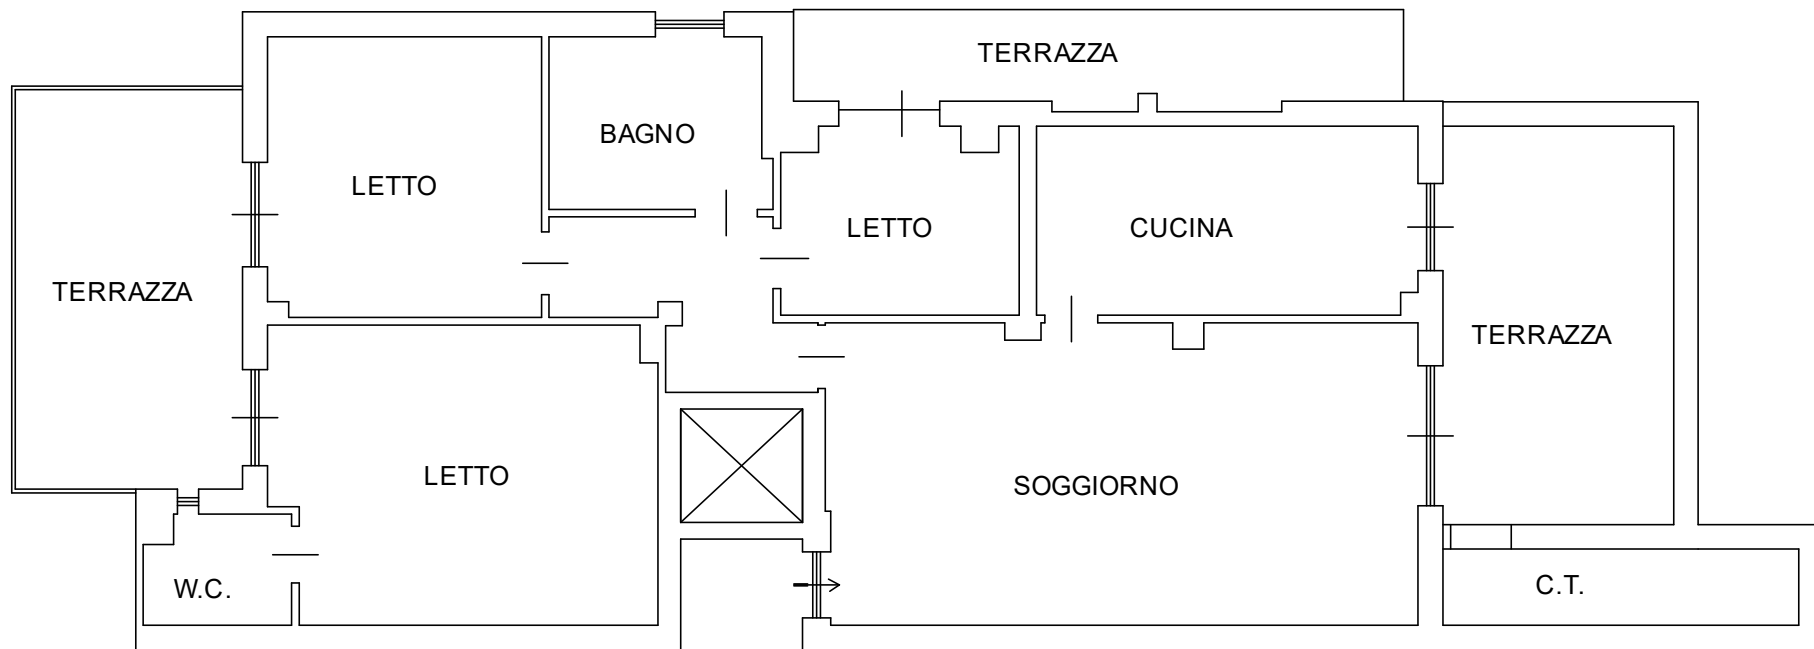 TERRAZZA
BAGNO
LETTO
LETTO
CUCINA
TERRAZZA
TERRAZZA
LETTO
SOGGIORNO
W.C.
C.T.